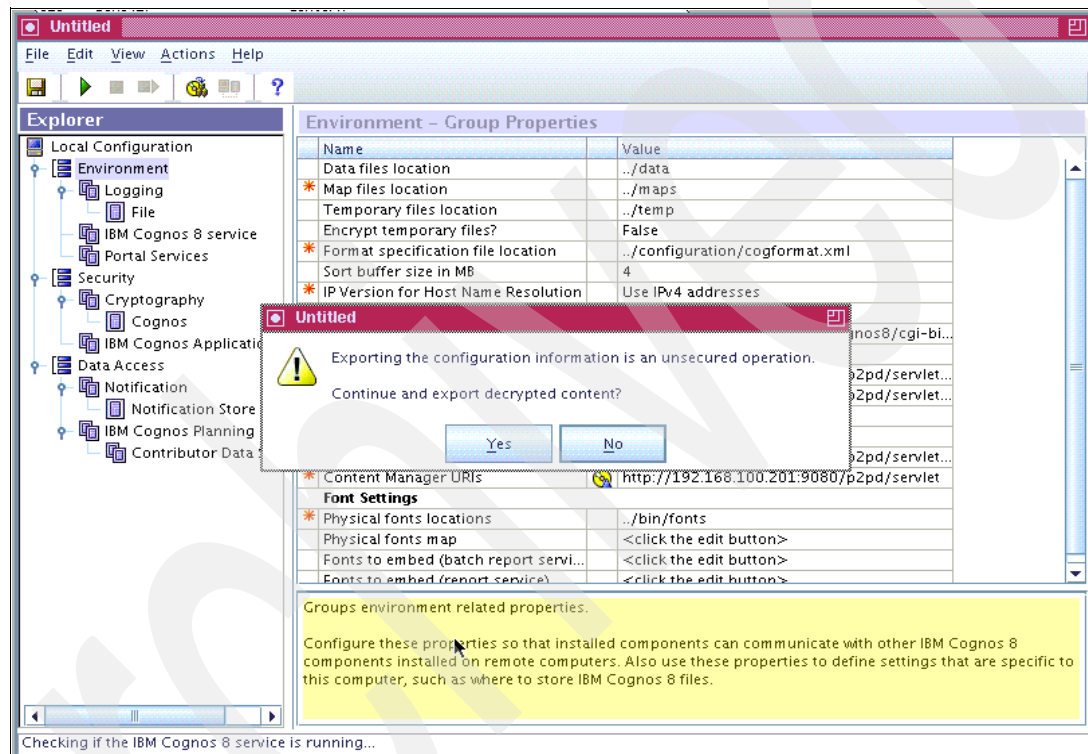 Untitled
File Edit View Actions Help
Explorer
Local Configuration
Environment
Logging
File
IBM Cognos 8 service
Portal Services
Security
Cryptography
Cognos
IBM Cognos Applicatio
Data Access
Notification
Notification Store
IBM Cognos Planning
Contributor Data
Environment – Group Properties
Name Value
Data files location ../data
* Map files location ../maps
Temporary files location ../temp
Encrypt temporary files? False
* Format specification file location ../configuration/cogformat.xml
Sort buffer size in MB 4
* IP Version for Host Name Resolution Use IPv4 addresses
gnos8/cgi-bi...
p2pd/servlet...
p2pd/servlet...
p2pd/servlet...
* Content Manager URIs http://192.168.100.201:9080/p2pd/servlet
Font Settings
* Physical fonts locations ../bin/fonts
Physical fonts map <click the edit button>
Fonts to embed (batch report servi... <click the edit button>
Fonts to embed (report service) <click the edit button>
Untitled
Exporting the configuration information is an unsecured operation.
Continue and export decrypted content?
Yes No
Groups environment related properties.
Configure these properties so that installed components can communicate with other IBM Cognos 8
components installed on remote computers. Also use these properties to define settings that are specific to
this computer, such as where to store IBM Cognos 8 files.
Checking if the IBM Cognos 8 service is running...